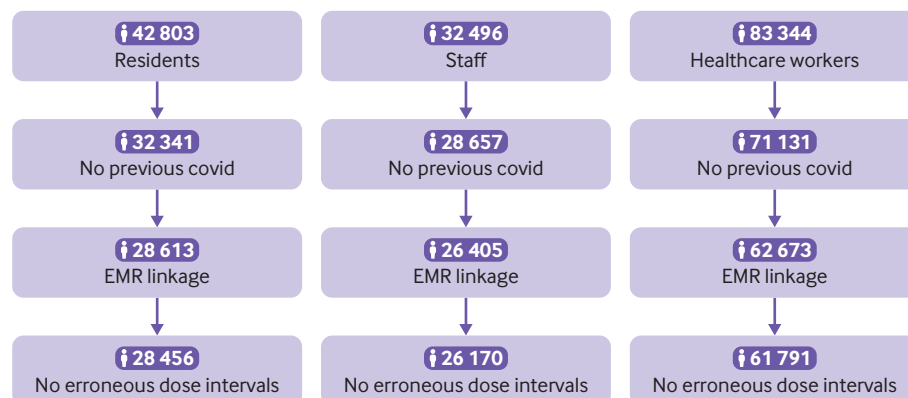 42 803
Residents
32 496
Staff
83 344
Healthcare workers
32 341
No previous covid
28 657
No previous covid
71 131
No previous covid
28 613
EMR linkage
26 405
EMR linkage
62 673
EMR linkage
28 456
No erroneous dose intervals
26 170
No erroneous dose intervals
61 791
No erroneous dose intervals